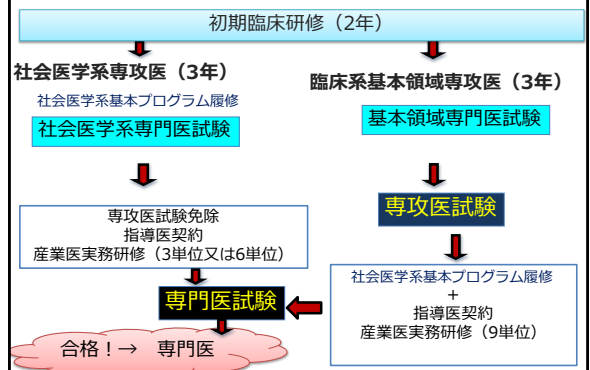 初期臨床研修（2年）
社会医学系専攻医（3年）
社会医学系基本プログラム履修
社会医学系専門医試験
専攻医試験免除
指導医契約
産業医実務研修（3単位又は6単位）
臨床系基本領域専攻医（3年）
基本領域専門医試験
専攻医試験
社会医学系基本プログラム履修
+
指導医契約
産業医実務研修（9単位）
専門医試験
合格！→　専門医